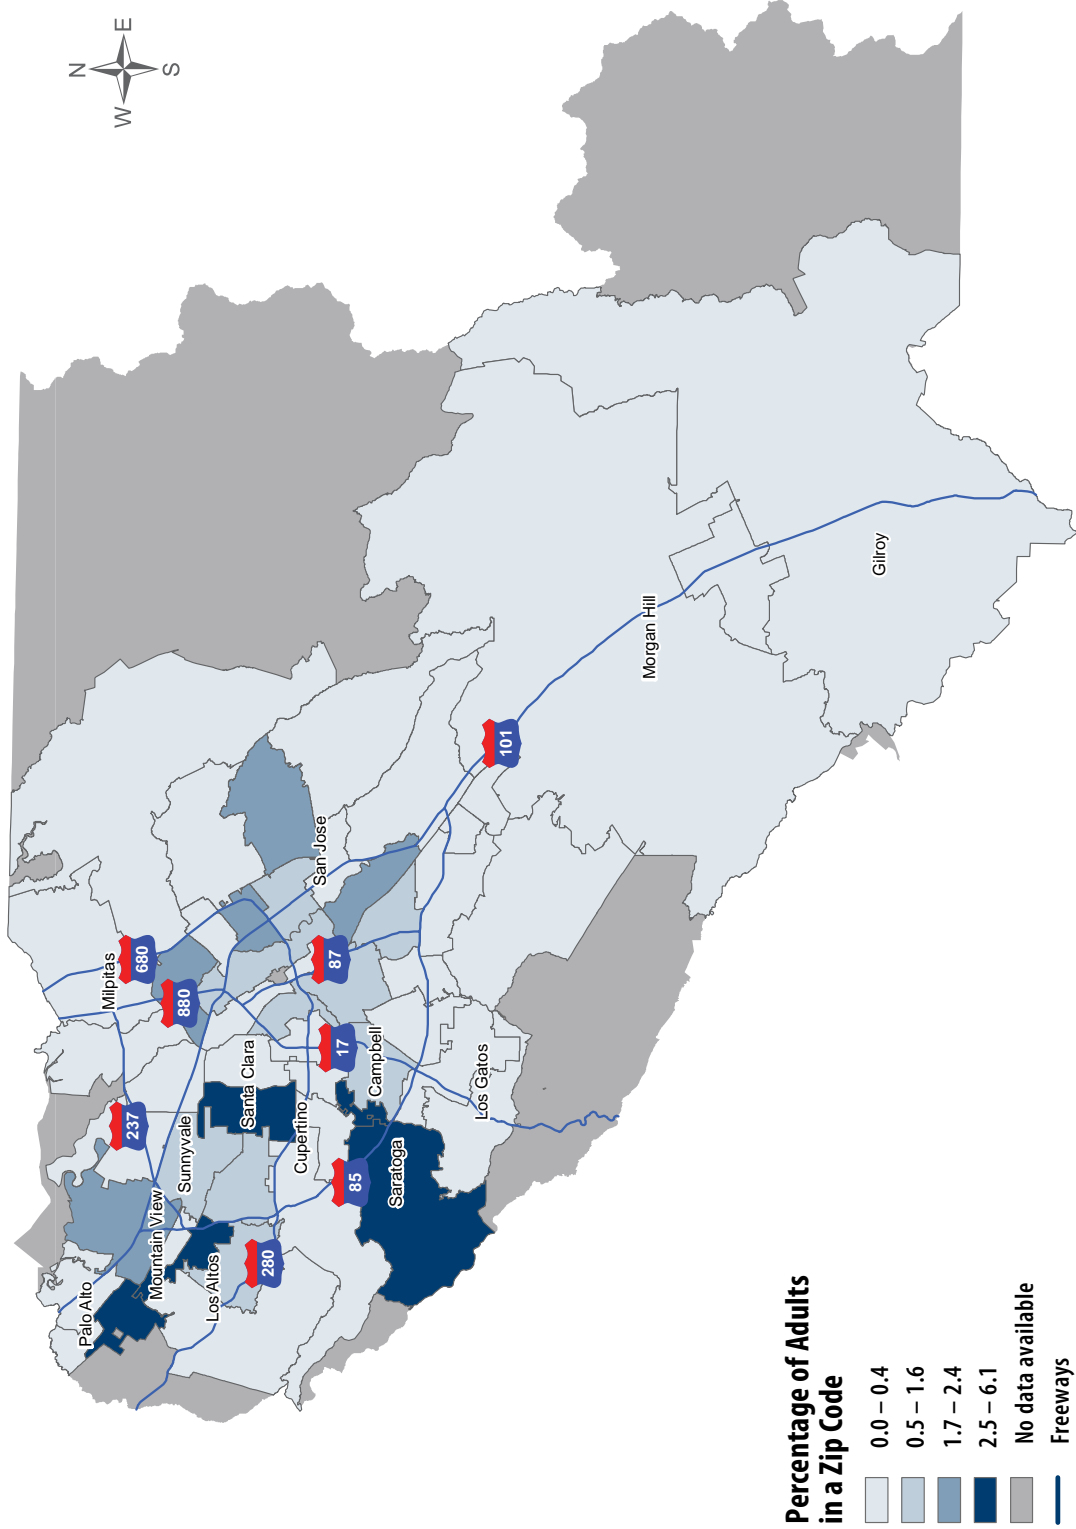 N
W
E
S
Palo Alto
Mountain View
Los Altos
Sunnyvale
Milpitas
Santa Clara
Cupertino
San Jose
Campbell
Saratoga
Los Gatos
Morgan Hill
Gilroy
237
680
880
280
85
17
87
101
Percentage of Adults
in a Zip Code
0.0 – 0.4
0.5 – 1.6
1.7 – 2.4
2.5 – 6.1
No data available
Freeways